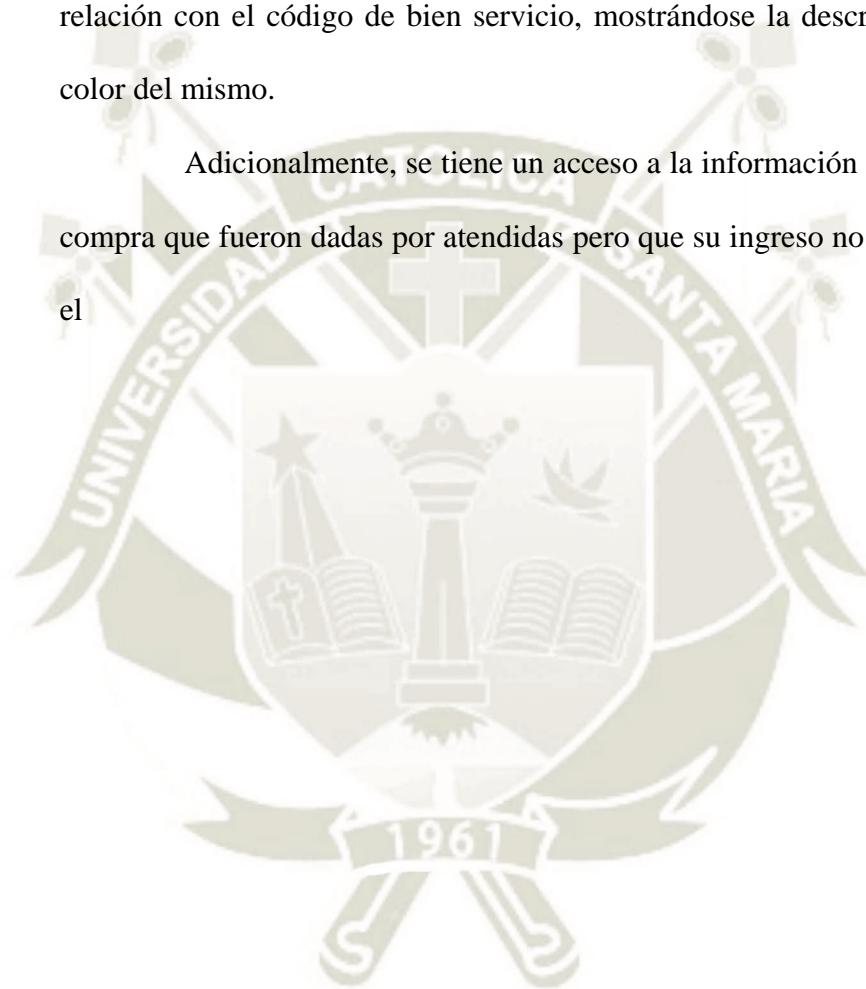 relación con el código de bien servicio, mostrándose la descr
color del mismo.
Adicionalmente, se tiene un acceso a la información
compra que fueron dadas por atendidas pero que su ingreso no
el
UNIVERSIDAD CATOLICA SANTA MARIA
1961